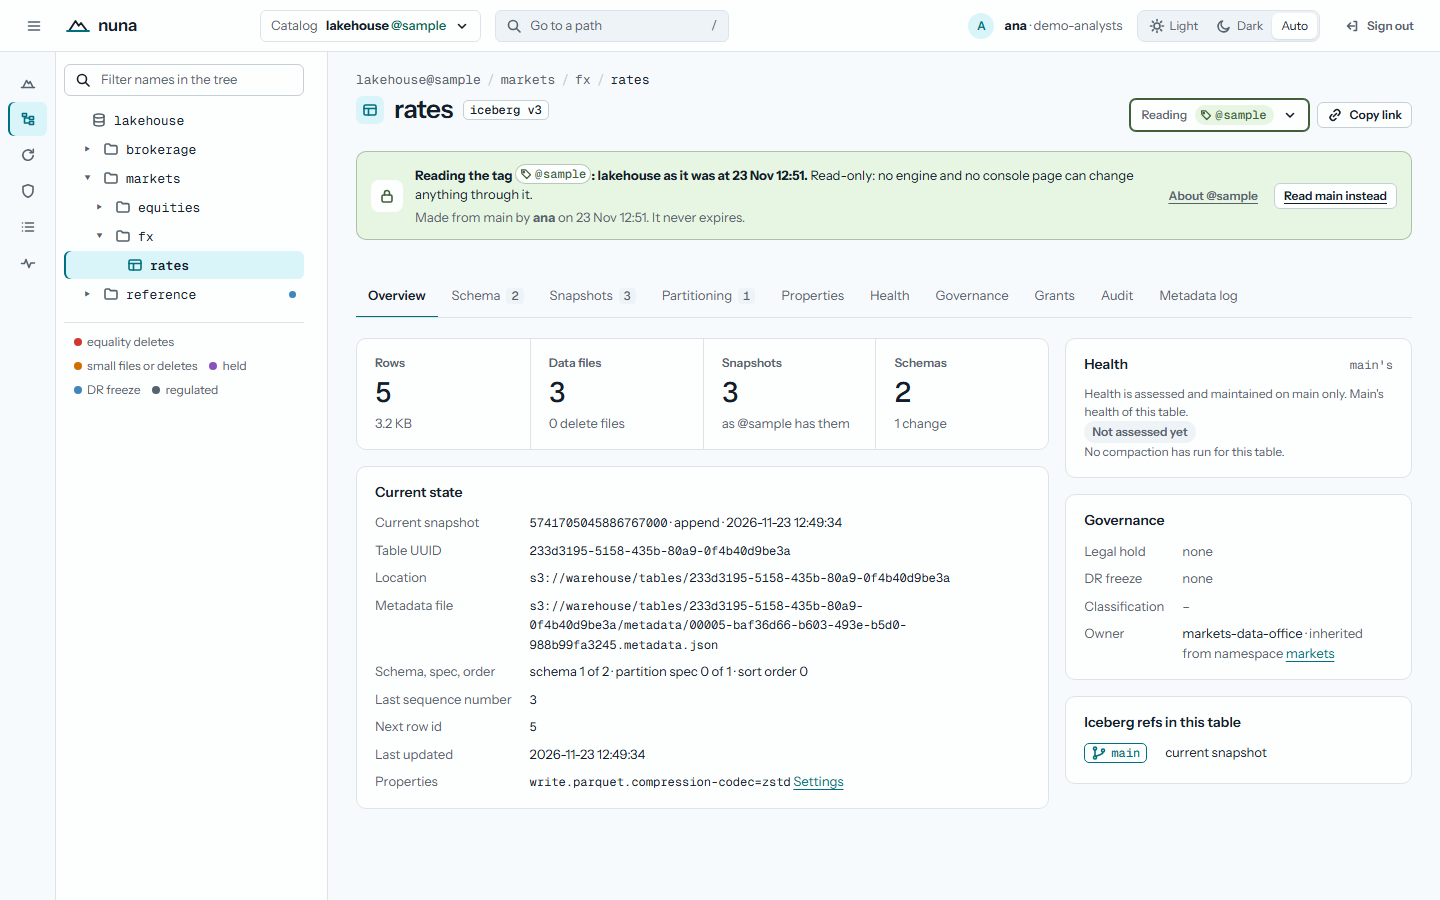 nuna
Catalog lakehouse@sample
Go to a path /
A ana · demo-analysts
Light Dark Auto
Sign out
Filter names in the tree
lakehouse
brokerage
markets
equities
fx
rates
reference
equality deletes
small files or deletes held
DR freeze regulated
lakehouse@sample / markets / fx / rates
rates iceberg v3
Reading @sample
Copy link
Reading the tag @sample: lakehouse as it was at 23 Nov 12:51. Read-only: no engine and no console page can change
anything through it.
Made from main by ana on 23 Nov 12:51. It never expires.
About @sample
Read main instead
Overview Schema 2 Snapshots 3 Partitioning 1 Properties Health Governance Grants Audit Metadata log
Rows
5
3.2 KB
Data files
3
0 delete files
Snapshots
3
as @sample has them
Schemas
2
1 change
Current state
Current snapshot 5741705045886767000 · append · 2026-11-23 12:49:34
Table UUID 233d3195-5158-435b-80a9-0f4b40d9be3a
Location s3://warehouse/tables/233d3195-5158-435b-80a9-0f4b40d9be3a
Metadata file s3://warehouse/tables/233d3195-5158-435b-80a9-
0f4b40d9be3a/metadata/00005-baf36d66-b603-493e-b5d0-
988b99fa3245.metadata.json
Schema, spec, order schema 1 of 2 · partition spec 0 of 1 · sort order 0
Last sequence number 3
Next row id 5
Last updated 2026-11-23 12:49:34
Properties write.parquet.compression-codec=zstd Settings
Health main's
Health is assessed and maintained on main only. Main's
health of this table.
Not assessed yet
No compaction has run for this table.
Governance
Legal hold none
DR freeze none
Classification –
Owner markets-data-office · inherited
from namespace markets
Iceberg refs in this table
main current snapshot